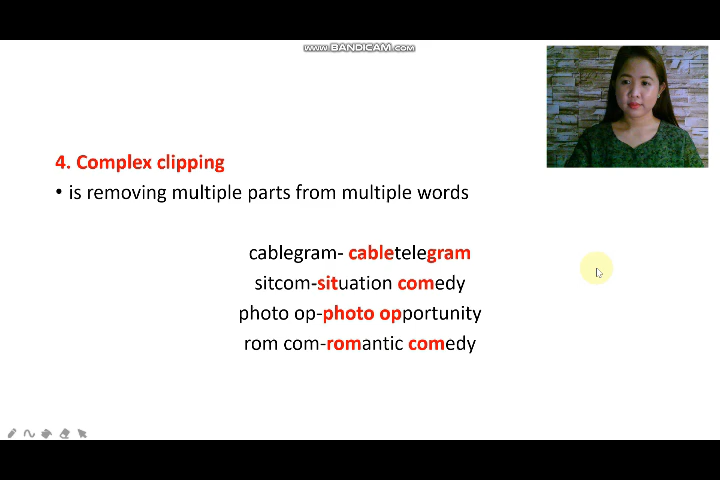 WWW.BANDICAM.COM
4. Complex clipping
• is removing multiple parts from multiple words
cablegram- cabletelegram
sitcom-situation comedy
photo op-photo opportunity
rom com-romantic comedy